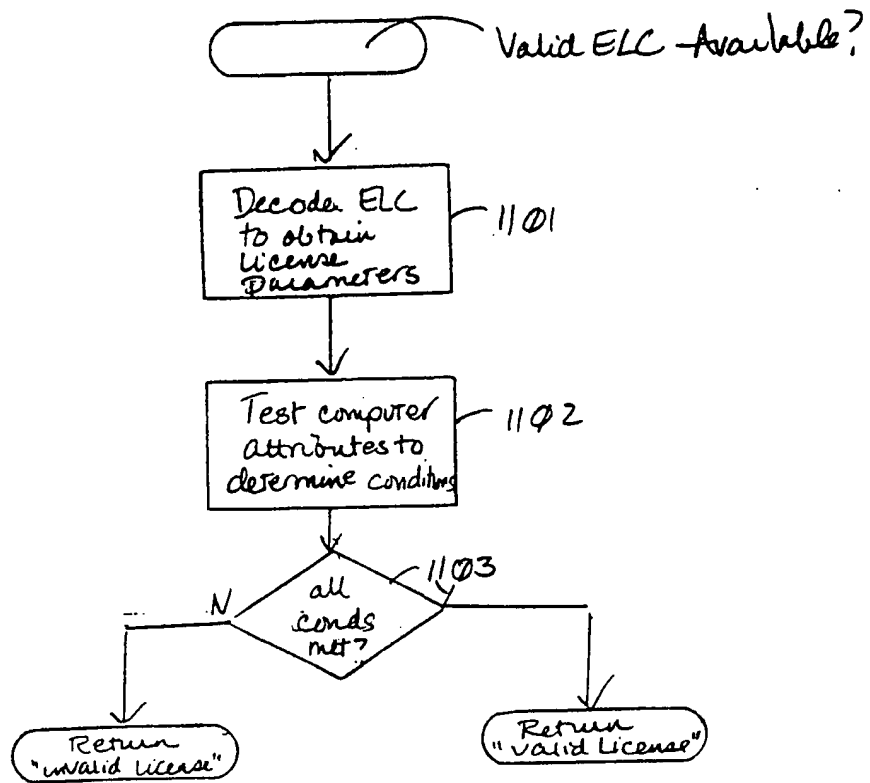 Valid ELC Available?
Decode ELC
to obtain
License
Parameters
1101
Test computer
attributes to
determine conditions
1102
1103
N
all
conds
met?
Return
"invalid License"
Return
"valid License"